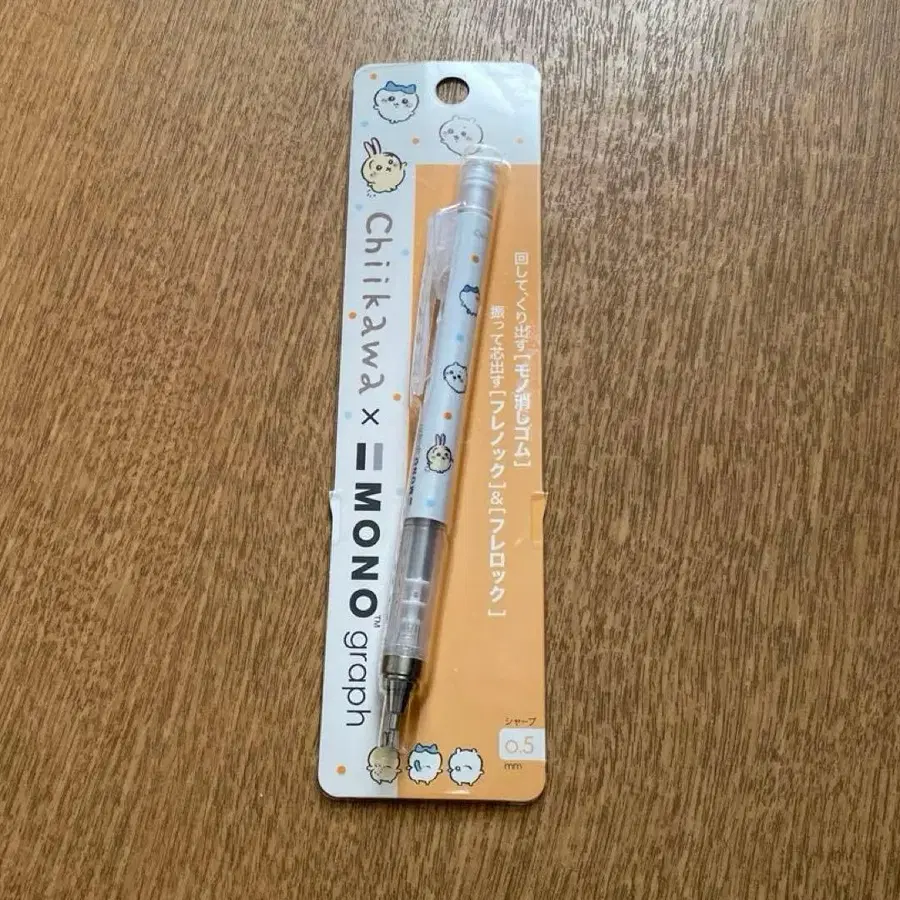 Chiikawa × MONO™ graph
回して、くり出す[モノ消しゴム]
振って芯出す[フレノック]&[フレロック]
シャープ
0.5
mm